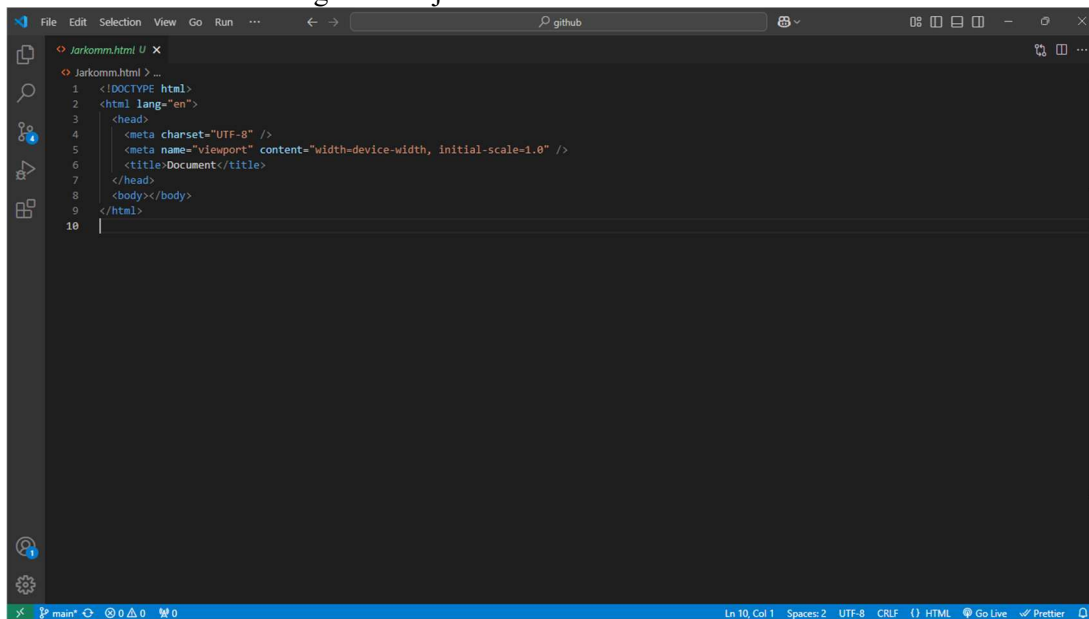 File Edit Selection View Go Run ··· ← → github
Jarkomm.html U ×
Jarkomm.html > ...
1 <!DOCTYPE html>
2 <html lang="en">
3 <head>
4 <meta charset="UTF-8" />
5 <meta name="viewport" content="width=device-width, initial-scale=1.0" />
6 <title>Document</title>
7 </head>
8 <body></body>
9 </html>
10
4
1
main* 0 0 0 Ln 10, Col 1 Spaces: 2 UTF-8 CRLF {} HTML Go Live Prettier